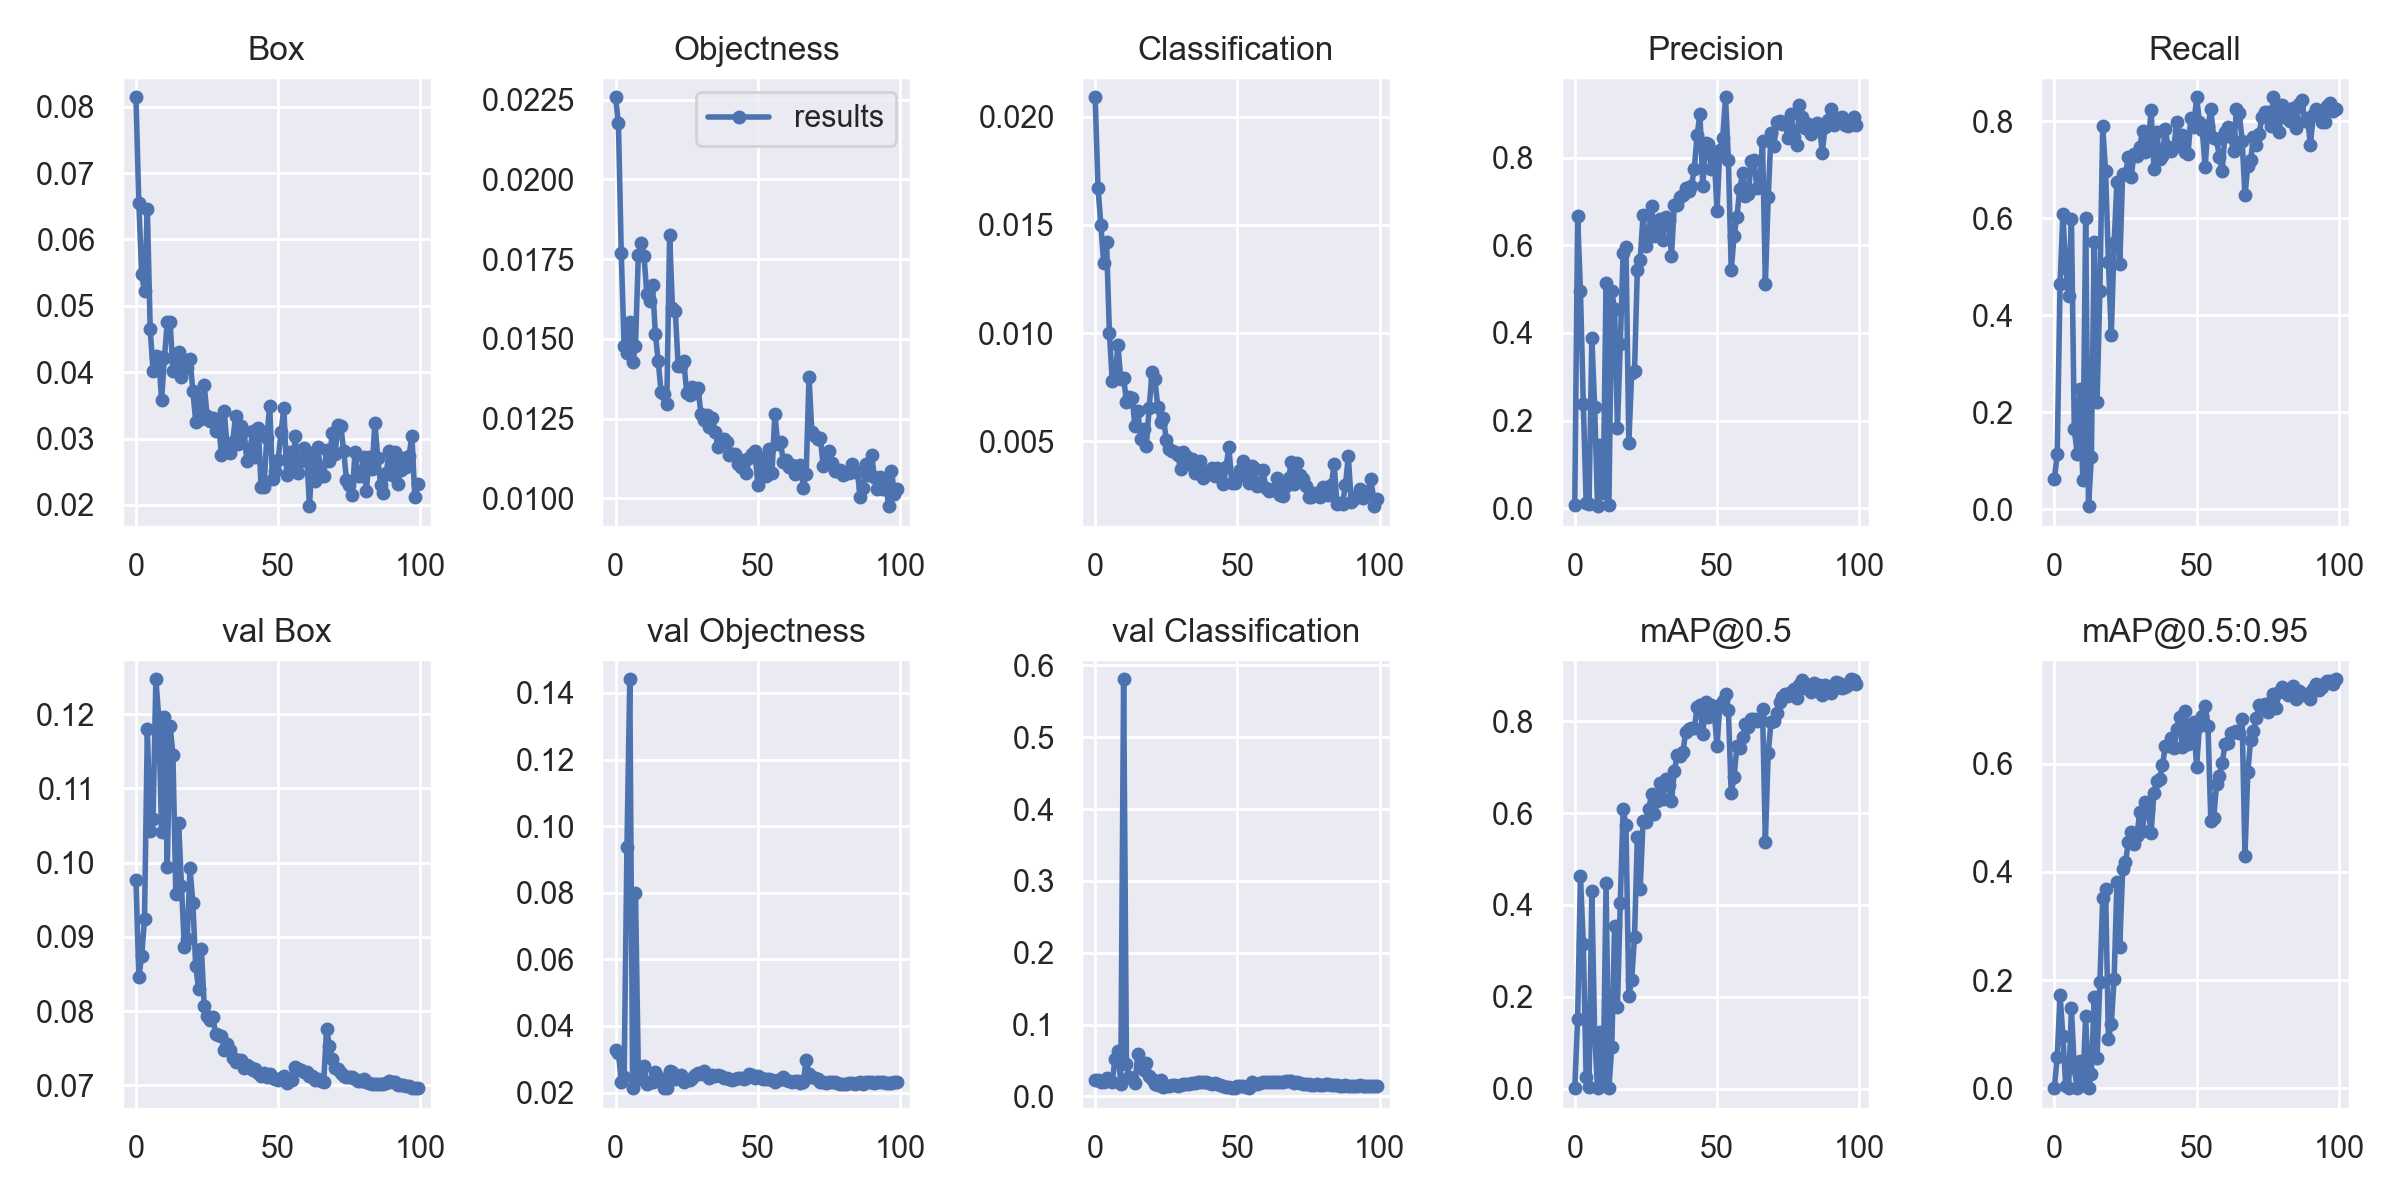 Box
Objectness
Classification
Precision
Recall
0.08
0.07
0.06
0.05
0.04
0.03
0.02
0 50 100
results
0.0225
0.0200
0.0175
0.0150
0.0125
0.0100
0 50 100
0.020
0.015
0.010
0.005
0 50 100
0.8
0.6
0.4
0.2
0.0
0 50 100
0.8
0.6
0.4
0.2
0.0
0 50 100
val Box
val Objectness
val Classification
mAP@0.5
mAP@0.5:0.95
0.12
0.11
0.10
0.09
0.08
0.07
0 50 100
0.14
0.12
0.10
0.08
0.06
0.04
0.02
0 50 100
0.6
0.5
0.4
0.3
0.2
0.1
0.0
0 50 100
0.8
0.6
0.4
0.2
0.0
0 50 100
0.6
0.4
0.2
0.0
0 50 100